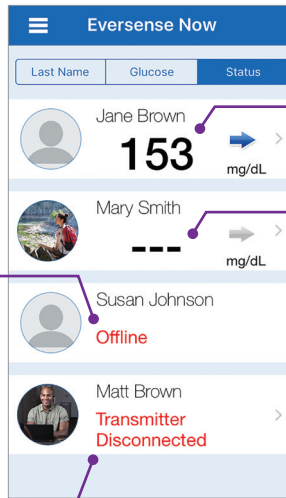 Eversense Now
Last Name Glucose Status
Jane Brown
153
mg/dL
Mary Smith
---
mg/dL
Susan Johnson
Offline
Matt Brown
Transmitter
Disconnected